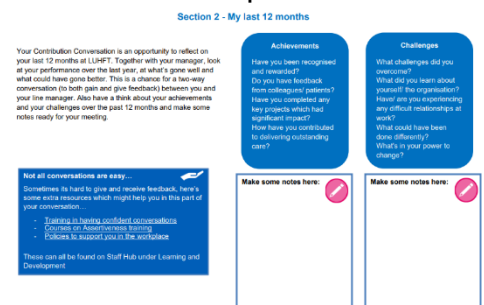 Section 2 - My last 12 months
Your Contribution Conversation is an opportunity to reflect on
your last 12 months at LUHFT. Together with your manager, look
at your performance over the last year, at what's gone well and
what could have gone better. This is a chance for a two-way
conversation (to both gain and give feedback) between you and
your line manager. Also have a think about your achievements
and your challenges over the past 12 months and make some
notes ready for your meeting.
Achievements
Have you been recognised
and rewarded?
Do you have feedback
from colleagues/ patients?
Have you completed any
key projects which had
significant impact?
How have you contributed
to delivering outstanding
care?
Challenges
What challenges did you
overcome?
What did you learn about
yourself/ the organisation?
Have/ are you experiencing
any difficult relationships at
work?
What could have been
done differently?
What's in your power to
change?
Not all conversations are easy…
Sometimes its hard to give and receive feedback, here's
some extra resources which might help you in this part of
your conversation…
- Training in having confident conversations
- Courses on Assertiveness training
- Policies to support you in the workplace
These can all be found on Staff Hub under Learning and
Development
Make some notes here:
Make some notes here: